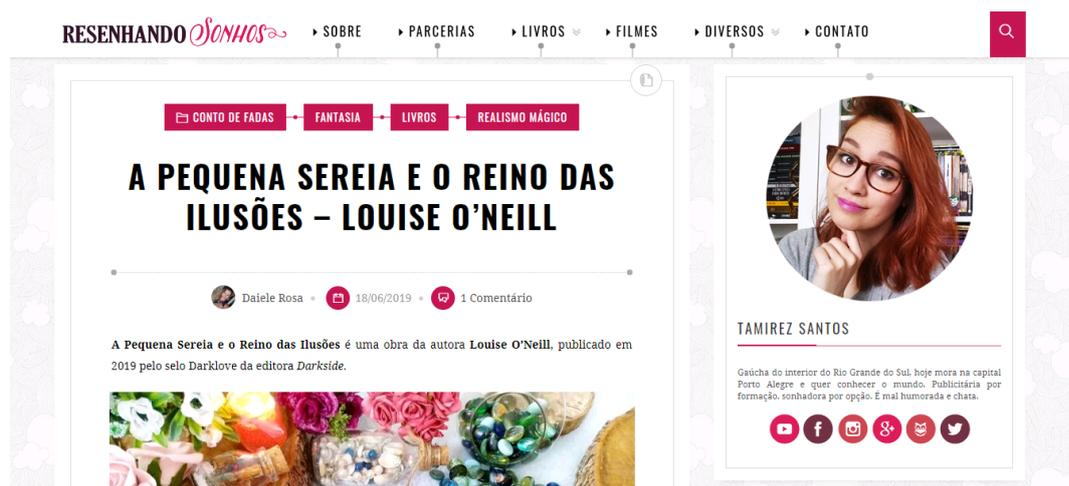 RESENHANDO Sonhos
SOBRE
PARCERIAS
LIVROS
FILMES
DIVERSOS
CONTATO
CONTO DE FADAS
FANTASIA
LIVROS
REALISMO MÁGICO
A PEQUENA SEREIA E O REINO DAS
ILUSÕES – LOUISE O'NEILL
Daiele Rosa
18/06/2019
1 Comentário
A Pequena Sereia e o Reino das Ilusões é uma obra da autora Louise O'Neill, publicado em
2019 pelo selo Darklove da editora Darkside.
TAMIREZ SANTOS
Gaúcha do interior do Rio Grande do Sul, hoje mora na capital
Porto Alegre e quer conhecer o mundo. Publicitária por
formação, sonhadora por opção. É mal humorada e chata.